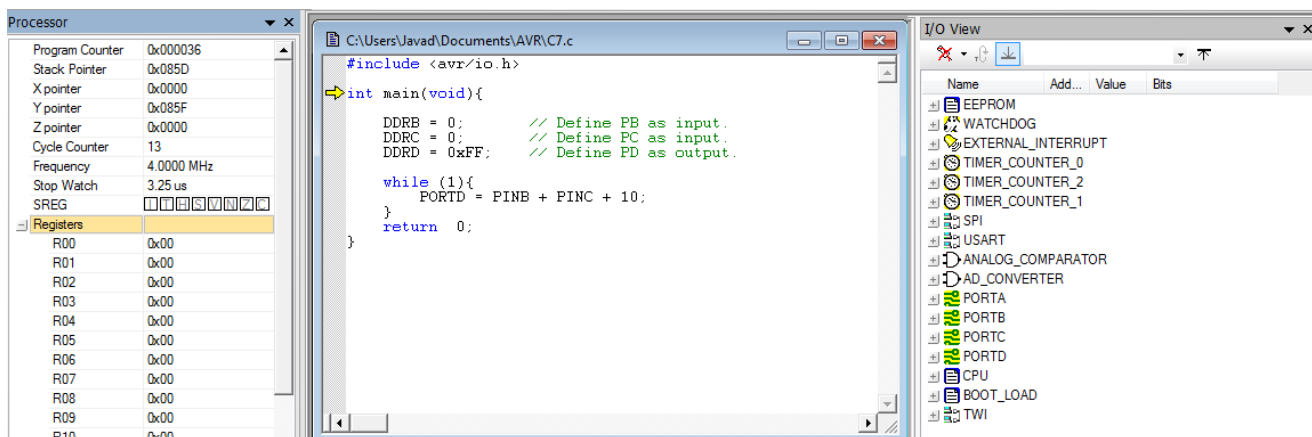 Processor
Program Counter 0x000036
Stack Pointer 0x085D
X pointer 0x0000
Y pointer 0x085F
Z pointer 0x0000
Cycle Counter 13
Frequency 4.0000 MHz
Stop Watch 3.25 us
SREG I T H S V N Z C
Registers
R00 0x00
R01 0x00
R02 0x00
R03 0x00
R04 0x00
R05 0x00
R06 0x00
R07 0x00
R08 0x00
R09 0x00
R10 0x00
C:\Users\Javad\Documents\AVR\C7.c
#include <avr/io.h>
int main(void){
DDRB = 0; // Define PB as input.
DDRC = 0; // Define PC as input.
DDRD = 0xFF; // Define PD as output.
while (1){
PORTD = PINB + PINC + 10;
}
return 0;
}
I/O View
Name Add... Value Bits
EEPROM
WATCHDOG
EXTERNAL_INTERRUPT
TIMER_COUNTER_0
TIMER_COUNTER_2
TIMER_COUNTER_1
SPI
USART
ANALOG_COMPARATOR
AD_CONVERTER
PORTA
PORTB
PORTC
PORTD
CPU
BOOT_LOAD
TWI